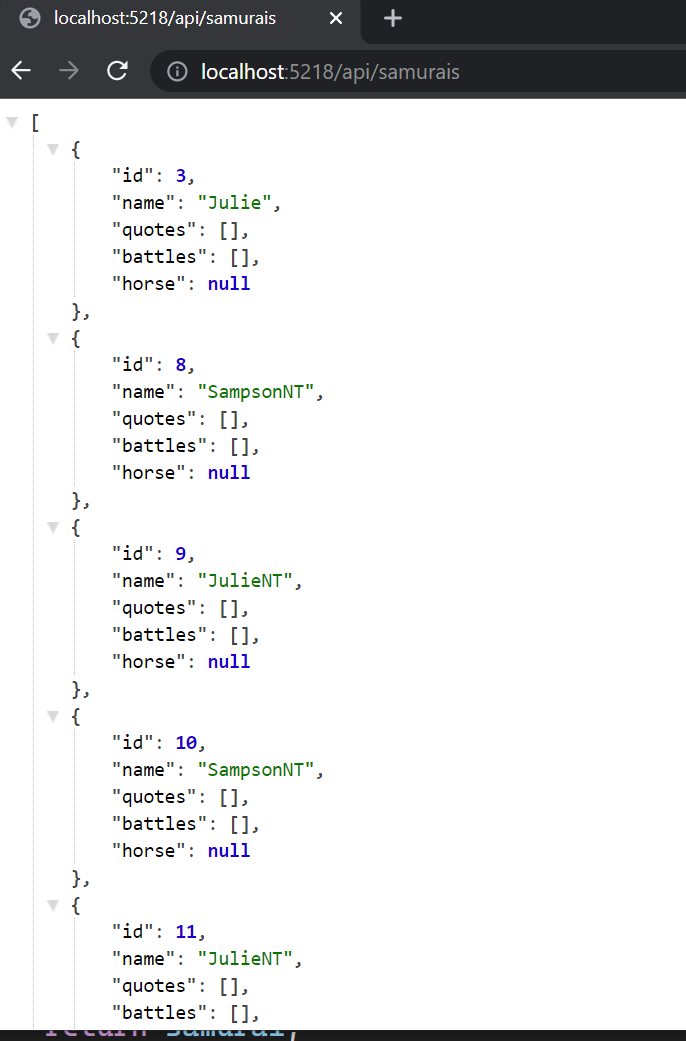 localhost:5218/api/samurais
localhost:5218/api/samurais
[
{
"id": 3,
"name": "Julie",
"quotes": [],
"battles": [],
"horse": null
},
{
"id": 8,
"name": "SampsonNT",
"quotes": [],
"battles": [],
"horse": null
},
{
"id": 9,
"name": "JulieNT",
"quotes": [],
"battles": [],
"horse": null
},
{
"id": 10,
"name": "SampsonNT",
"quotes": [],
"battles": [],
"horse": null
},
{
"id": 11,
"name": "JulieNT",
"quotes": [],
"battles": [],
return samurai;